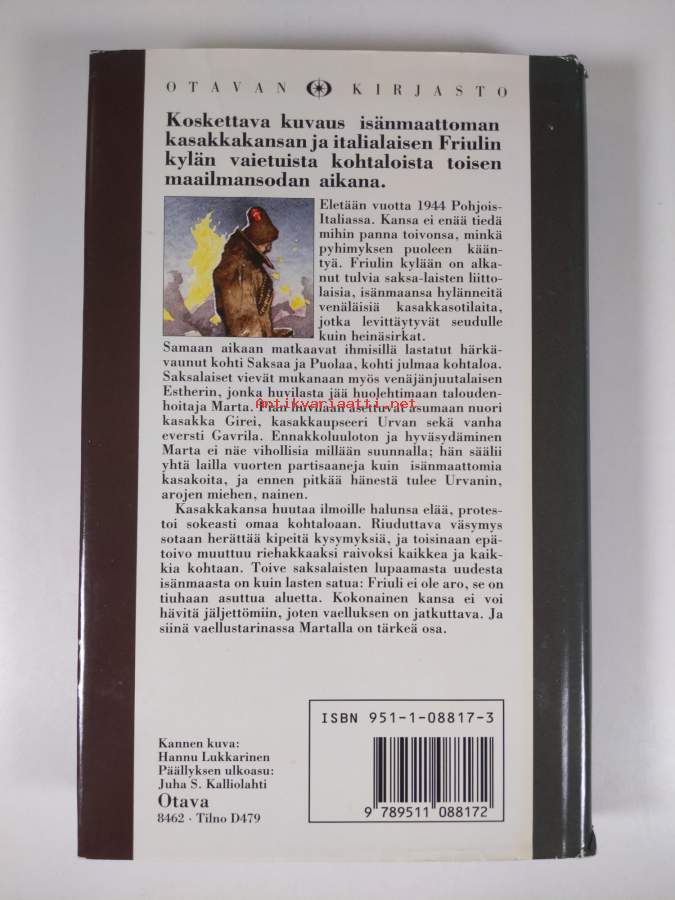 OTAVAN KIRJASTO
Koskettava kuvaus isänmaattoman
kasakkakansan ja italialaisen Friulin
kylän vaietuista kohtaloista toisen
maailmansodan aikana.
Eletään vuotta 1944 Pohjois-
Italiassa. Kansa ei enää tiedä
mihin panna toivonsa, minkä
pyhimyksen puoleen kään-
tyä. Friulin kylään on alka-
nut tulvia saksa-laisten liitto-
laisia, isänmaansa hylänneitä
venäläisiä kasakkasotilaita,
jotka levittäytyvät seudulle
kuin heinäsirkat.
Samaan aikaan matkaavat ihmisillä lastatut härkä-
vaunut kohti Saksaa ja Puolaa, kohti julmaa kohtaloa.
Saksalaiset vievät mukanaan myös venäjänjuutalaisen
Estherin, jonka huvilasta jää huolehtimaan talouden-
hoitaja Marta. Pian huvilaan asettuvat asumaan nuori
antikvariaatti.net
kasakka Girei, kasakkaupseeri Urvan sekä vanha
eversti Gavrila. Ennakkoluuloton ja hyväsydäminen
Marta ei näe vihollisia millään suunnalla; hän säälii
yhtä lailla vuorten partisaaneja kuin isänmaattomia
kasakoita, ja ennen pitkää hänestä tulee Urvanin,
arojen miehen, nainen.
Kasakkakansa huutaa ilmoille halunsa elää, protes-
toi sokeasti omaa kohtaloaan. Riuduttava väsymys
sotaan herättää kipeitä kysymyksiä, ja toisinaan epä-
toivo muuttuu riehakkaaksi raivoksi kaikkea ja kaik-
kia kohtaan. Toive saksalaisten lupaamasta uudesta
isänmaasta on kuin lasten satua: Friuli ei ole aro, se on
tiuhaan asuttua aluetta. Kokonainen kansa ei voi
hävitä jäljettömiin, joten vaelluksen on jatkuttava. Ja
siinä vaellustarinassa Martalla on tärkeä osa.
ISBN 951-1-08817-3
9 789511 088172
Kannen kuva:
Hannu Lukkarinen
Päällyksen ulkoasu:
Juha S. Kalliolahti
Otava
8462 · Tilno D479